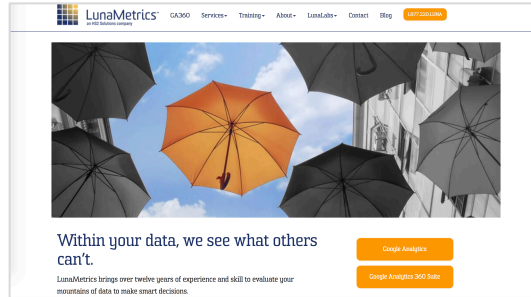 LunaMetrics
an H2O Solutions company
GA360 Services Training About LunaLabs Contact Blog
Within your data, we see what others
can't.
LunaMetrics brings over twelve years of experience and skill to evaluate your
mountains of data to make smart decisions.
Google Analytics
Google Analytics 360 Suite